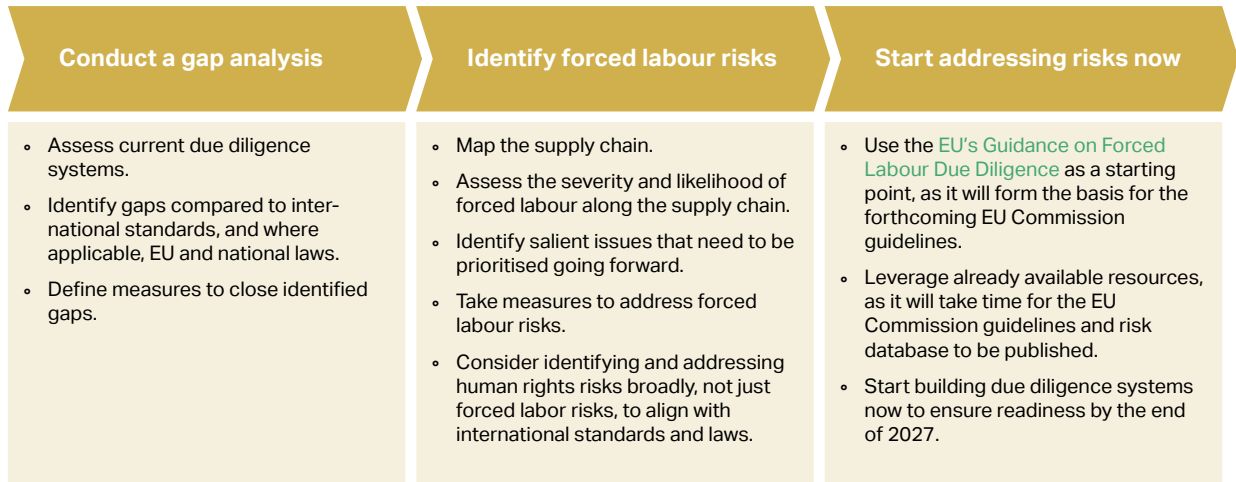 Conduct a gap analysis
Assess current due diligence
systems.
Identify gaps compared to inter-
national standards, and where
applicable, EU and national laws.
Define measures to close identified
gaps.
Identify forced labour risks
Map the supply chain.
Assess the severity and likelihood of
forced labour along the supply chain.
Identify salient issues that need to be
prioritised going forward.
Take measures to address forced
labour risks.
Consider identifying and addressing
human rights risks broadly, not just
forced labor risks, to align with
international standards and laws.
Start addressing risks now
Use the EU's Guidance on Forced
Labour Due Diligence as a starting
point, as it will form the basis for the
forthcoming EU Commission
guidelines.
Leverage already available resources,
as it will take time for the EU
Commission guidelines and risk
database to be published.
Start building due diligence systems
now to ensure readiness by the end
of 2027.